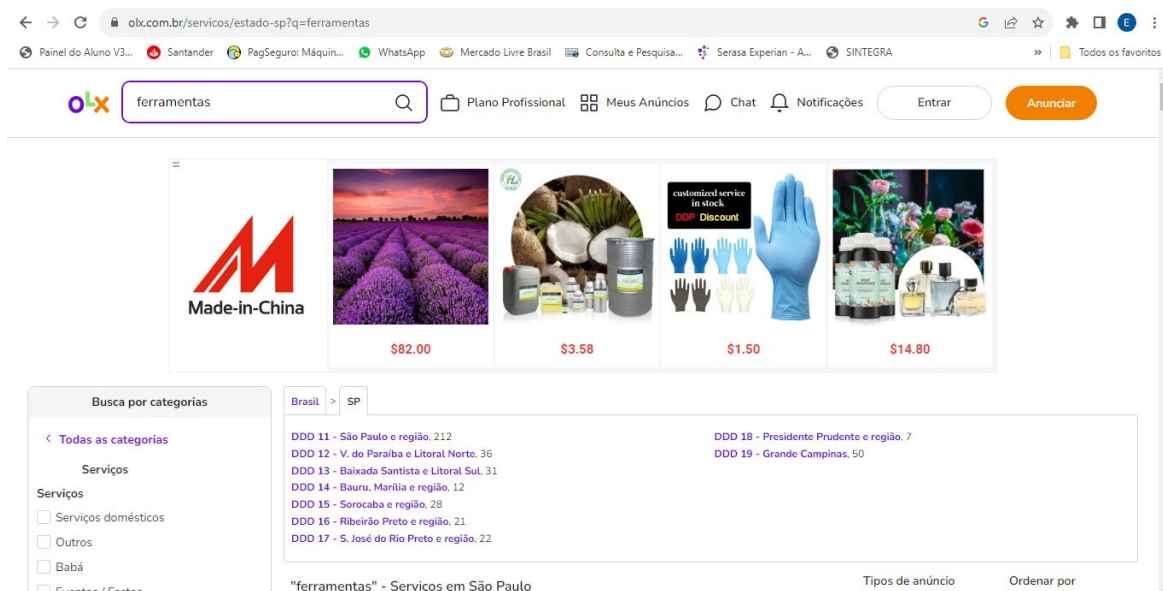 olx.com.br/servicos/estado-sp?q=ferramentas
G
E
Painel do Aluno V3... Santander PagSeguro: Máquin... WhatsApp Mercado Livre Brasil Consulta e Pesquisa... Serasa Experian - A... SINTEGRA » Todos os favoritos
olx ferramentas Plano Profissional Meus Anúncios Chat Notificações Entrar Anunciar
customized service
in stock
DDP Discount
Made-in-China
$82.00 $3.58 $1.50 $14.80
Busca por categorias
Todas as categorias
Serviços
Serviços
Serviços domésticos
Outros
Babá
Eventos / Festas
Brasil > SP
DDD 11 - São Paulo e região, 212
DDD 12 - V. do Paraíba e Litoral Norte, 36
DDD 13 - Baixada Santista e Litoral Sul, 31
DDD 14 - Bauru, Marília e região, 12
DDD 15 - Sorocaba e região, 28
DDD 16 - Ribeirão Preto e região, 21
DDD 17 - S. José do Rio Preto e região, 22
DDD 18 - Presidente Prudente e região, 7
DDD 19 - Grande Campinas, 50
"ferramentas" - Serviços em São Paulo
Tipos de anúncio Ordenar por